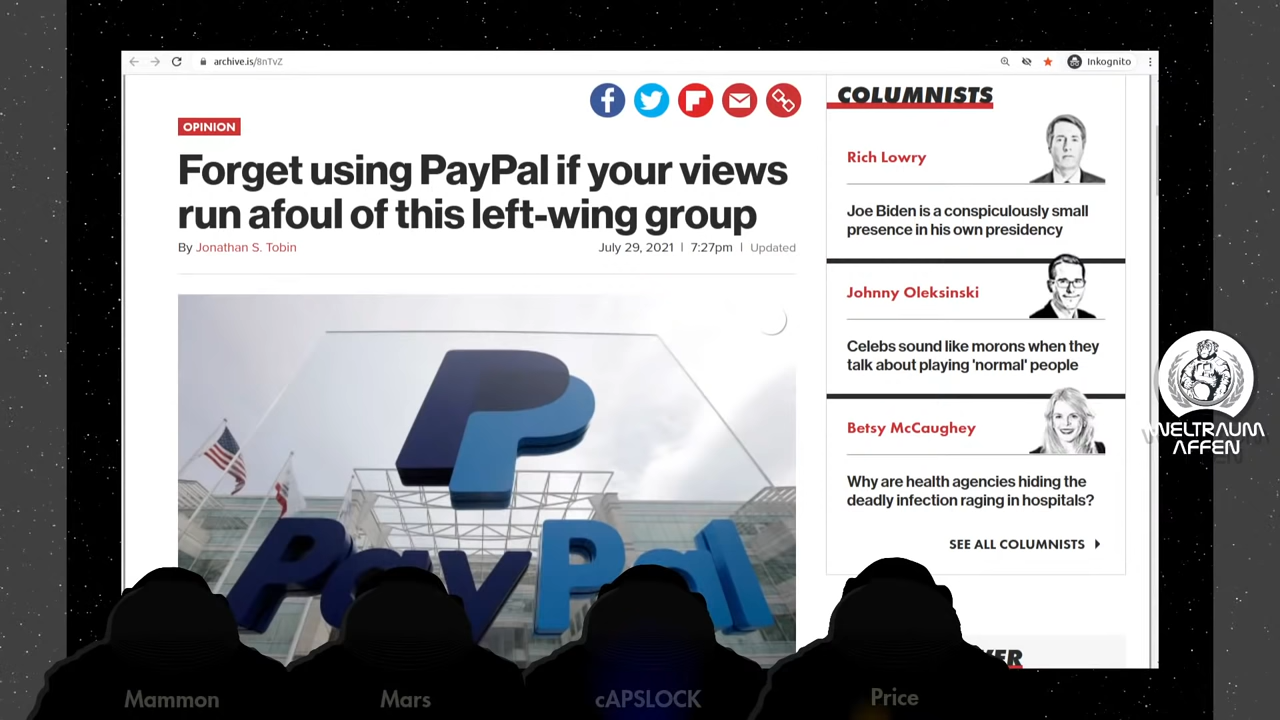 archive.is/8nTvZ
Inkognito
OPINION
Forget using PayPal if your views
run afoul of this left-wing group
By Jonathan S. Tobin
July 29, 2021 | 7:27pm | Updated
PayPal
COLUMNISTS
Rich Lowry
Joe Biden is a conspiculously small
presence in his own presidency
Johnny Oleksinski
Celebs sound like morons when they
talk about playing 'normal' people
Betsy McCaughey
Why are health agencies hiding the
deadly infection raging in hospitals?
SEE ALL COLUMNISTS
WELTRAUM
AFFEN
Mammon
Mars
cAPSLOCK
Price